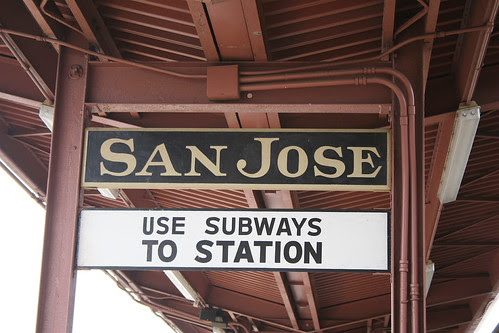 SAN JOSE
USE SUBWAYS
TO STATION